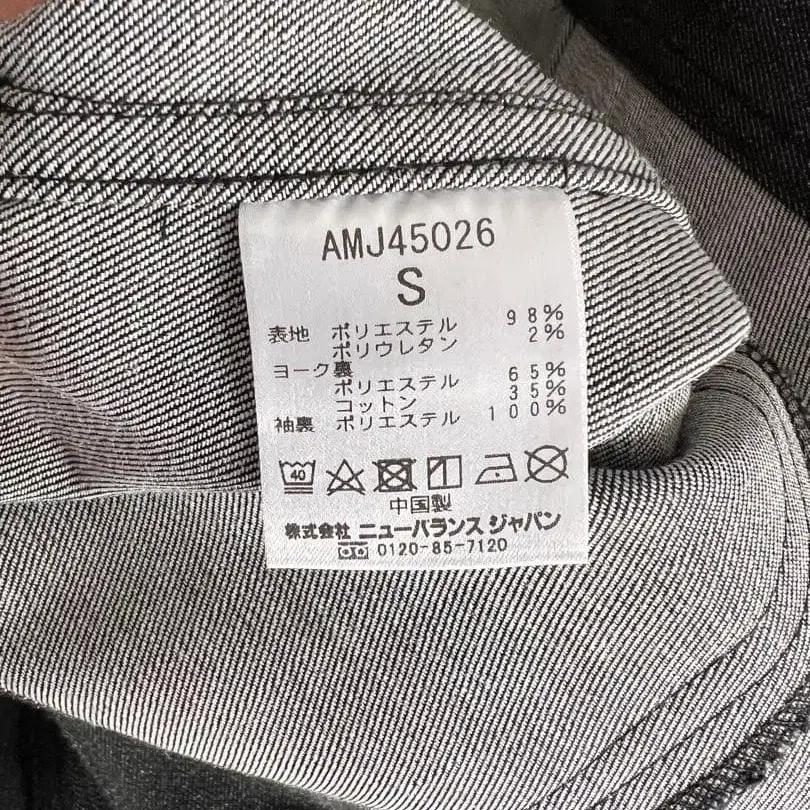 AMJ45026
S
表地 ポリエステル 98%
ポリウレタン 2%
ヨーク裏
ポリエステル 65%
コットン 35%
袖裏 ポリエステル 100%
40
中国製
株式会社 ニューバランス ジャパン
0120-85-7120